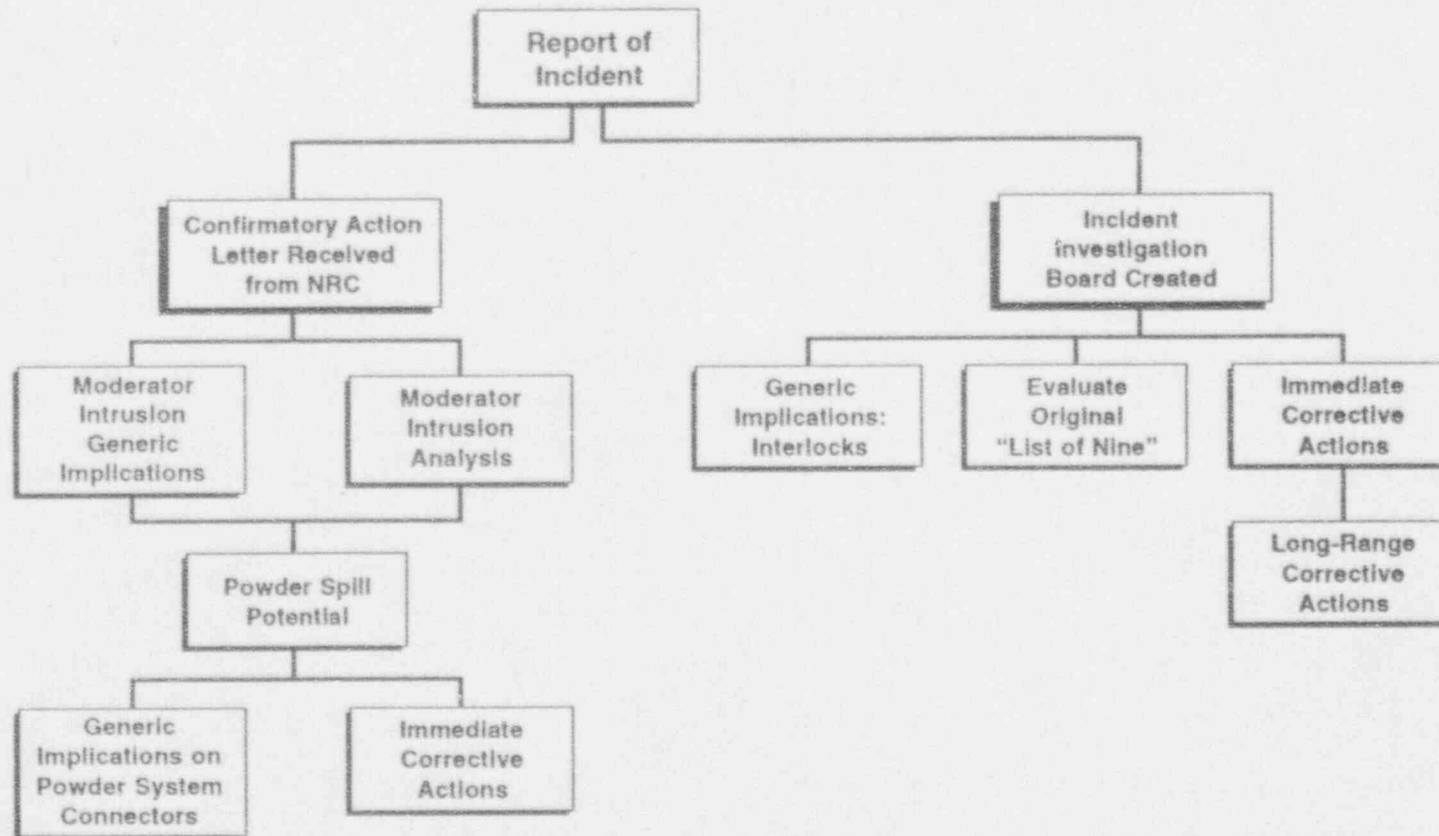 Report of
Incident
Confirmatory Action
Letter Received
from NRC
Incident
investigation
Board Created
Moderator
Intrusion
Generic
Implications
Moderator
Intrusion
Analysis
Generic
Implications:
Interlocks
Evaluate
Original
“List of Nine”
Immediate
Corrective
Actions
Long-Range
Corrective
Actions
Powder Spill
Potential
Generic
Implications on
Powder System
Connectors
Immediate
Corrective
Actions